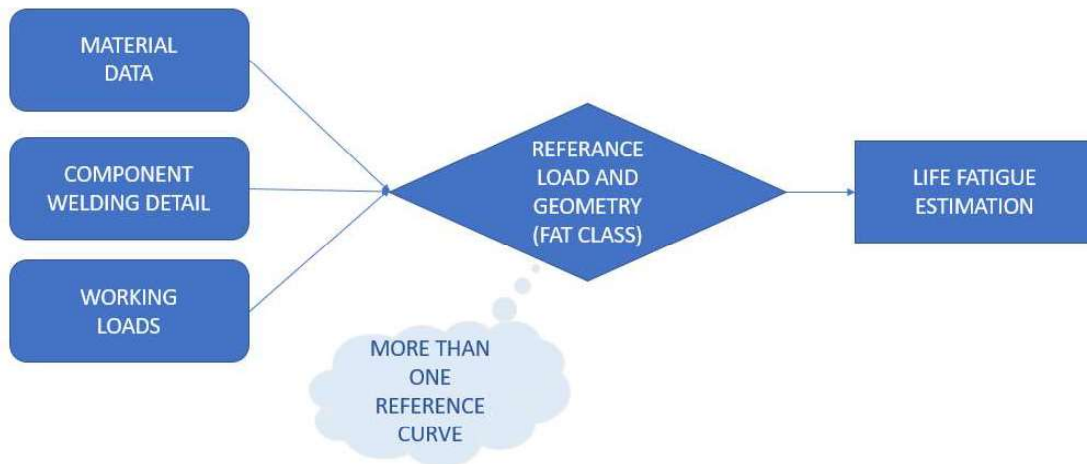 MATERIAL
DATA
COMPONENT
WELDING DETAIL
WORKING
LOADS
REFERANCE
LOAD AND
GEOMETRY
(FAT CLASS)
MORE THAN
ONE
REFERENCE
CURVE
LIFE FATIGUE
ESTIMATION